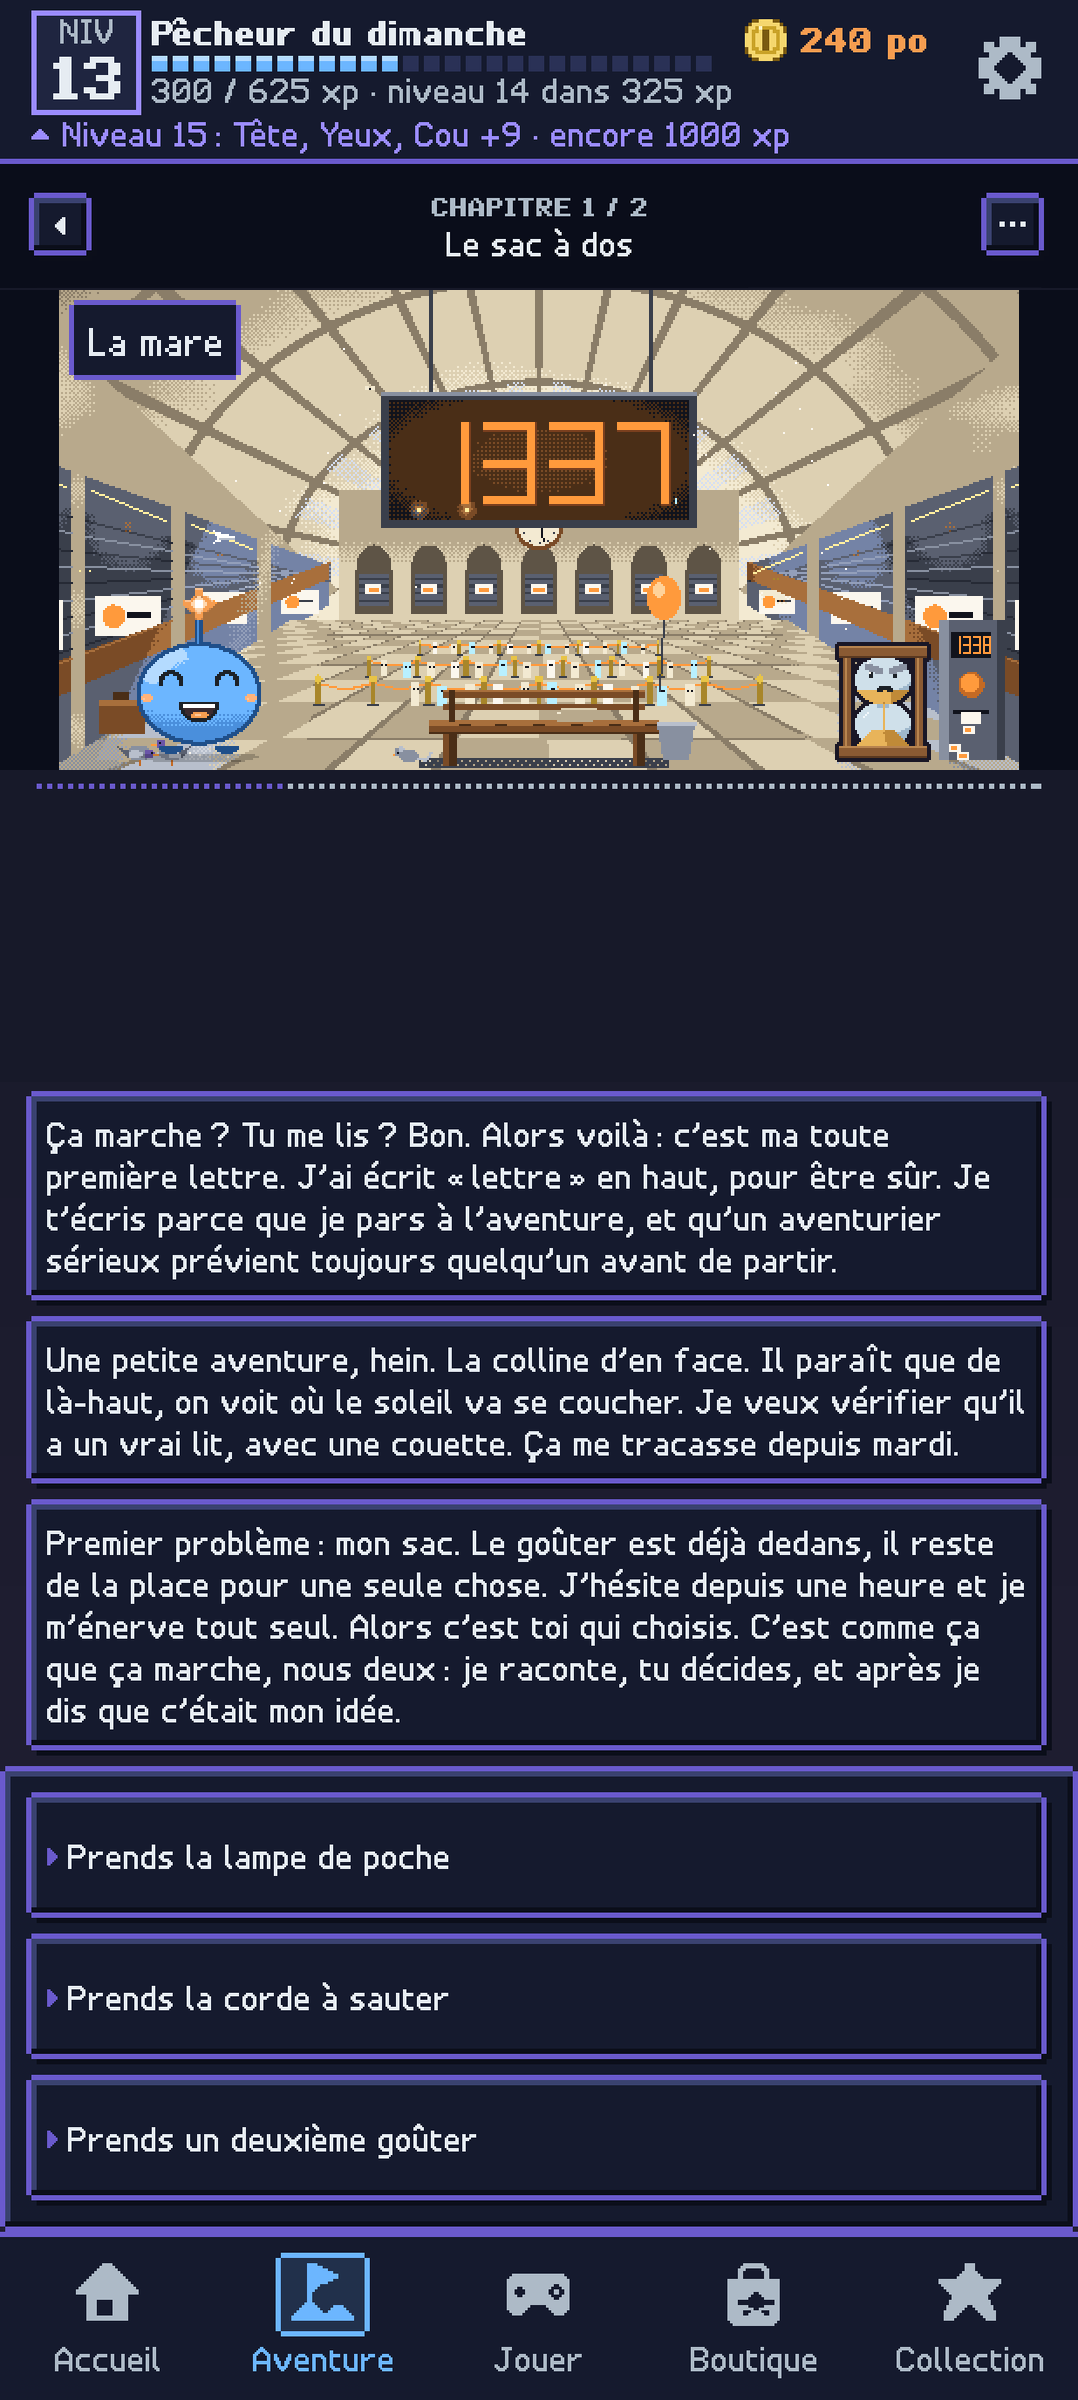 NIV
13
Pêcheur du dimanche
240 po
300 / 625 xp · niveau 14 dans 325 xp
Niveau 15 : Tête, Yeux, Cou +9 · encore 1000 xp
CHAPITRE 1 / 2
Le sac à dos
La mare
1337
1338
Ça marche ? Tu me lis ? Bon. Alors voilà : c’est ma toute
première lettre. J’ai écrit « lettre » en haut, pour être sûr. Je
t’écris parce que je pars à l’aventure, et qu’un aventurier
sérieux prévient toujours quelqu’un avant de partir.
Une petite aventure, hein. La colline d’en face. Il paraît que de
là-haut, on voit où le soleil va se coucher. Je veux vérifier qu’il
a un vrai lit, avec une couette. Ça me tracasse depuis mardi.
Premier problème : mon sac. Le goûter est déjà dedans, il reste
de la place pour une seule chose. J’hésite depuis une heure et je
m’énerve tout seul. Alors c’est toi qui choisis. C’est comme ça
que ça marche, nous deux : je raconte, tu décides, et après je
dis que c’était mon idée.
Prends la lampe de poche
Prends la corde à sauter
Prends un deuxième goûter
Accueil
Aventure
Jouer
Boutique
Collection